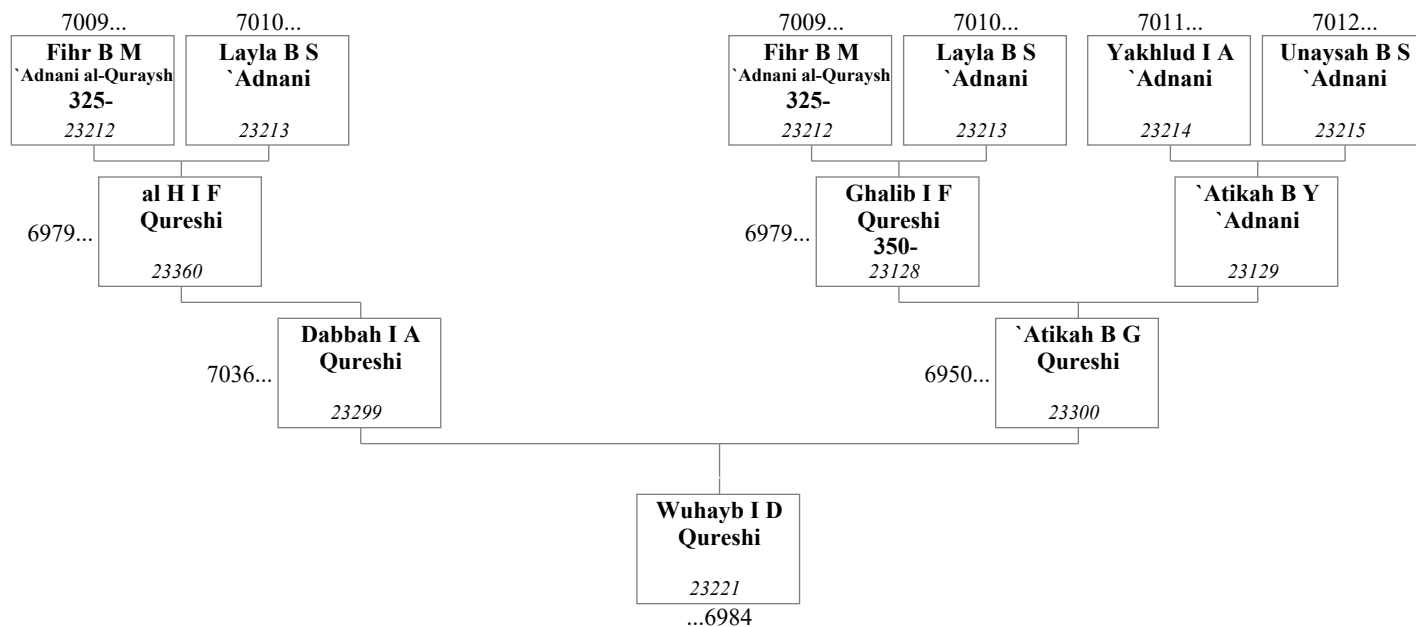 7009... 7010... 7009... 7010... 7011... 7012...
Fihr B M Layla B S Fihr B M Layla B S Yakhlud I A Unaysah B S
`Adnani al-Quraysh `Adnani `Adnani al-Quraysh `Adnani `Adnani `Adnani
325- 325-
23212 23213 23212 23213 23214 23215
al H I F Ghalib I F `Atikah B Y
Qureshi Qureshi `Adnani
6979... 6979...
350-
23360 23128 23129
Dabbah I A `Atikah B G
Qureshi Qureshi
7036... 6950...
23299 23300
Wuhayb I D
Qureshi
23221
...6984